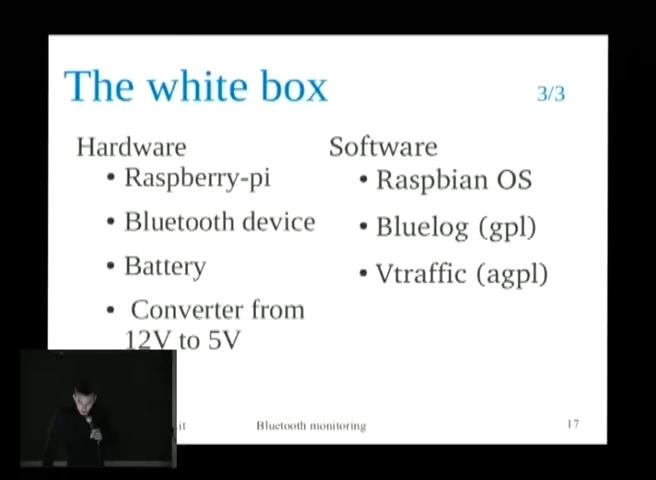 The white box
3/3
Hardware
• Raspberry-pi
• Bluetooth device
• Battery
• Converter from
12V to 5V
Software
• Raspbian OS
• Bluelog (gpl)
• Vtraffic (agpl)
it
Bluetooth monitoring
17